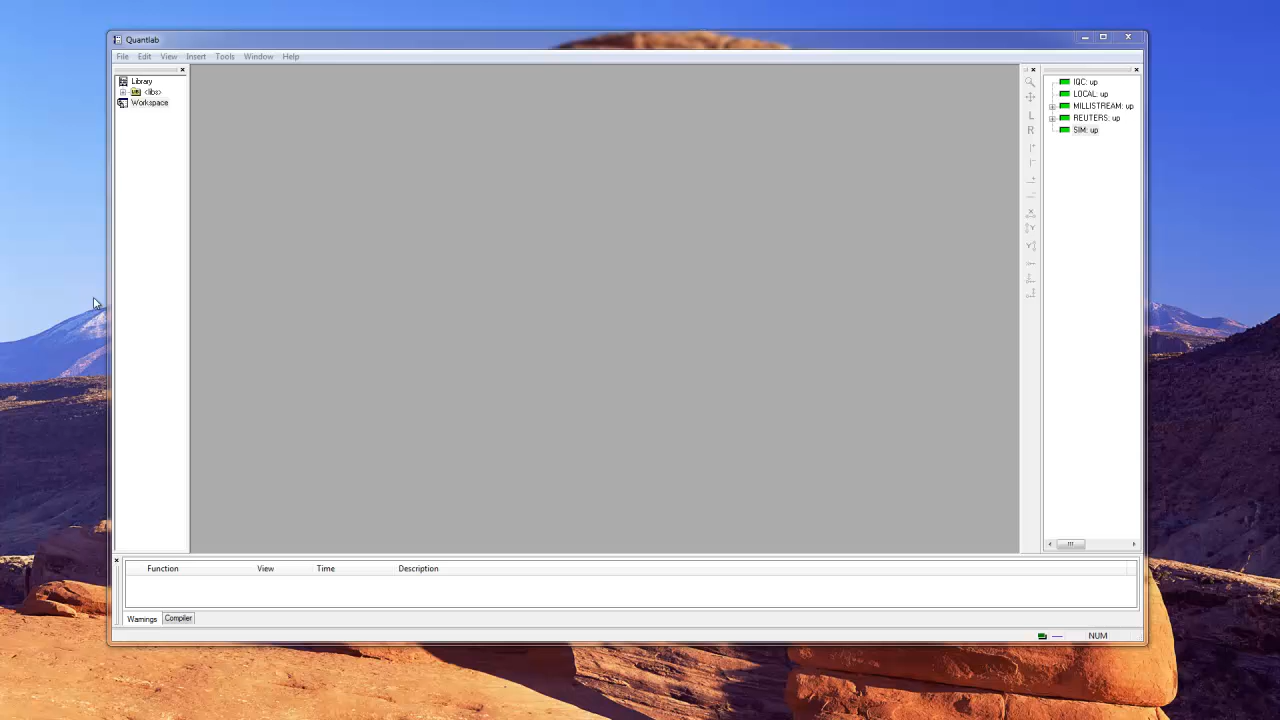 Quantlab
File Edit View Insert Tools Window Help
Library
<libs>
Workspace
L
R
IQC: up
LOCAL: up
MILLISTREAM: up
REUTERS: up
SIM: up
Function View Time Description
Warnings Compiler
NUM